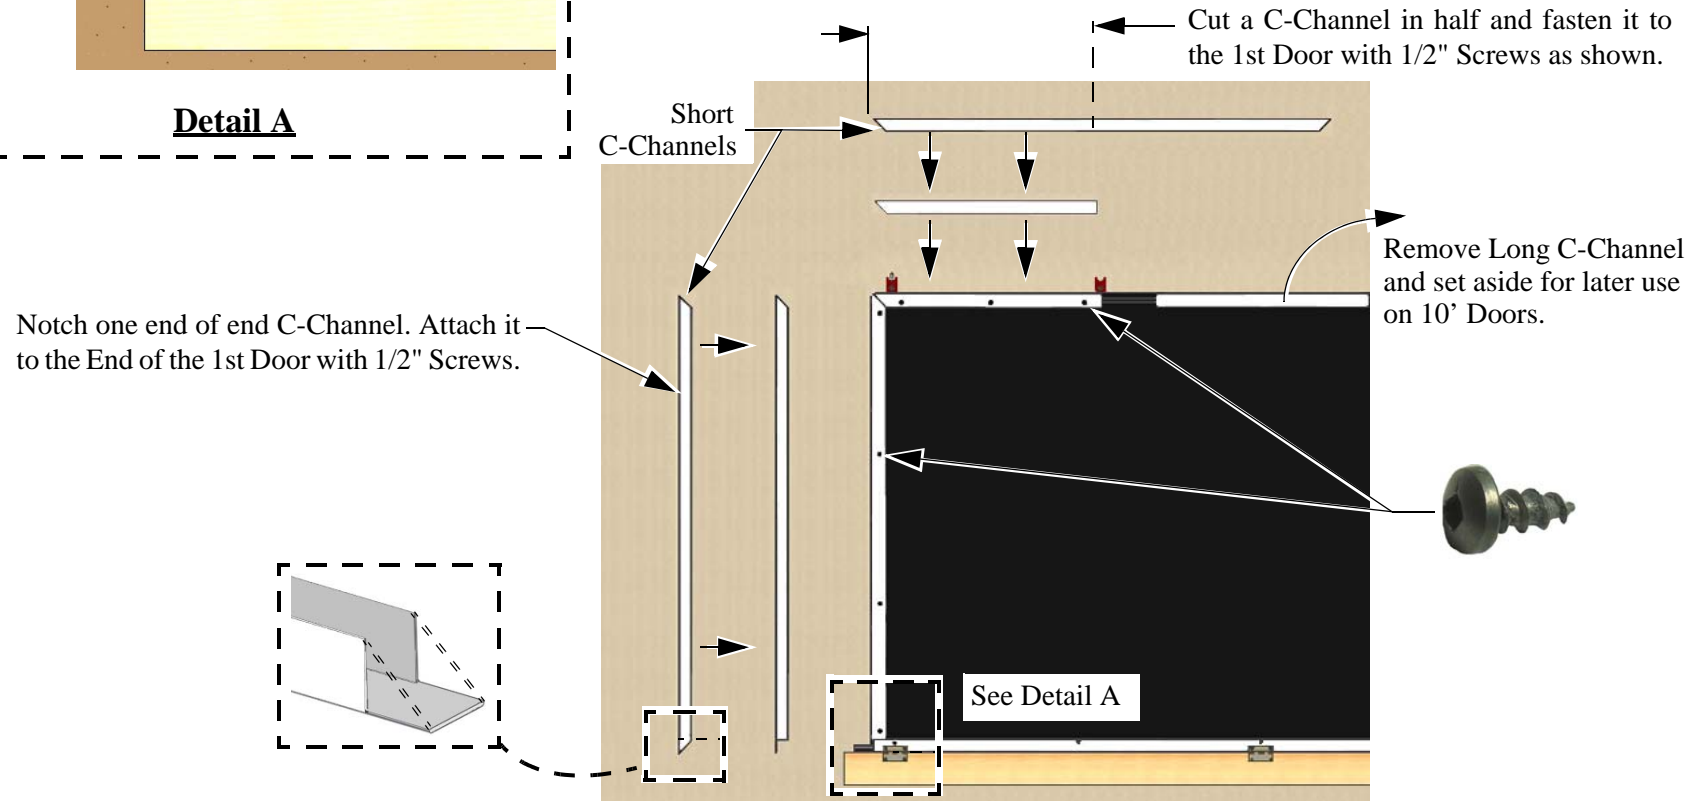 Cut a C-Channel in half and fasten it to
the 1st Door with 1/2" Screws as shown.
Detail A
Short
C-Channels
Remove Long C-Channel
and set aside for later use
on 10’ Doors.
Notch one end of end C-Channel. Attach it
to the End of the 1st Door with 1/2" Screws.
See Detail A